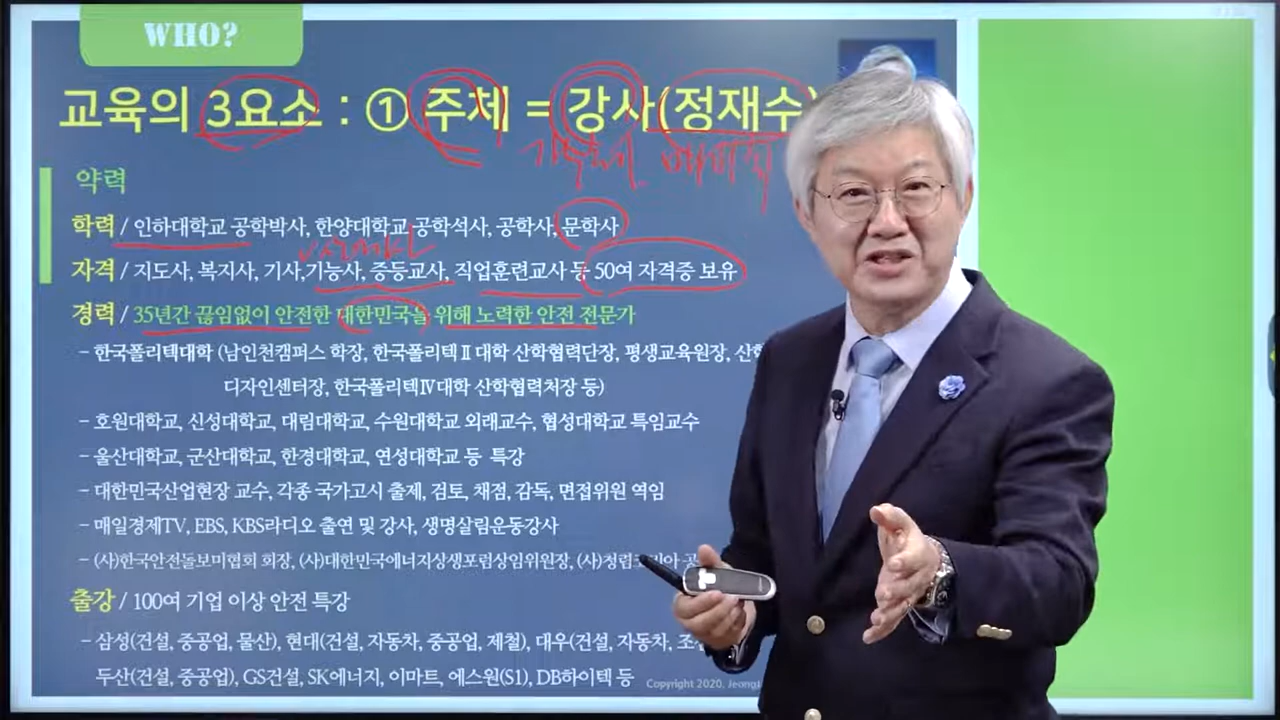 WHO?
교육의 3요소 : ① 주체 = 강사(정재수)
약력
학력 / 인하대학교 공학박사, 한양대학교 공학석사, 공학사, 문학사
자격 / 지도사, 복지사, 기사,기능사, 중등교사, 직업훈련교사 등 50여 자격증 보유
경력 / 35년간 끊임없이 안전한 대한민국을 위해 노력한 안전 전문가
- 한국폴리텍대학 (남인천캠퍼스 학장, 한국폴리텍Ⅱ대학 산학협력단장, 평생교육원장,
디자인센터장, 한국폴리텍Ⅳ대학 산학협력처장 등)
- 호원대학교, 신성대학교, 대림대학교, 수원대학교 외래교수, 협성대학교 특임교수
- 울산대학교, 군산대학교, 한경대학교, 연성대학교 등 특강
- 대한민국산업현장 교수, 각종 국가고시 출제, 검토, 채점, 감독, 면접위원 역임
- 매일경제TV, EBS, KBS라디오 출연 및 강사, 생명살림운동강사
- (사)한국안전돌보미협회 회장, (사)대한민국에너지상생포럼상임위원장,
출강 / 100여 기업 이상 안전 특강
- 삼성(건설, 중공업, 물산), 현대(건설, 자동차, 중공업, 제철), 대우(건설, 자동차,
두산(건설, 중공업), GS건설, SK에너지, 이마트, 에스원(S1), DB하이텍 등
Copyright 2020.